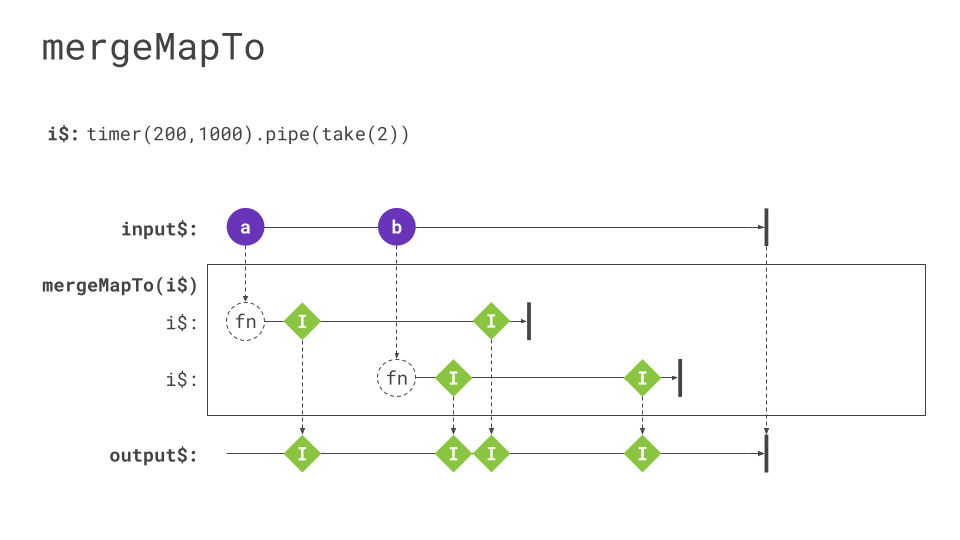 mergeMapTo
i$: timer(200,1000).pipe(take(2))
input$: a b
mergeMapTo(i$)
i$: fn I I
i$: fn I I
output$: I I I I